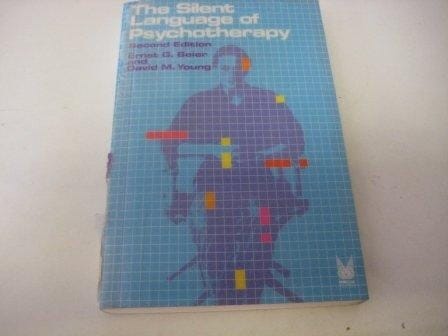 The Silent
Language of
Psychotherapy
Second Edition
Ernst G. Beier
and
David M. Young